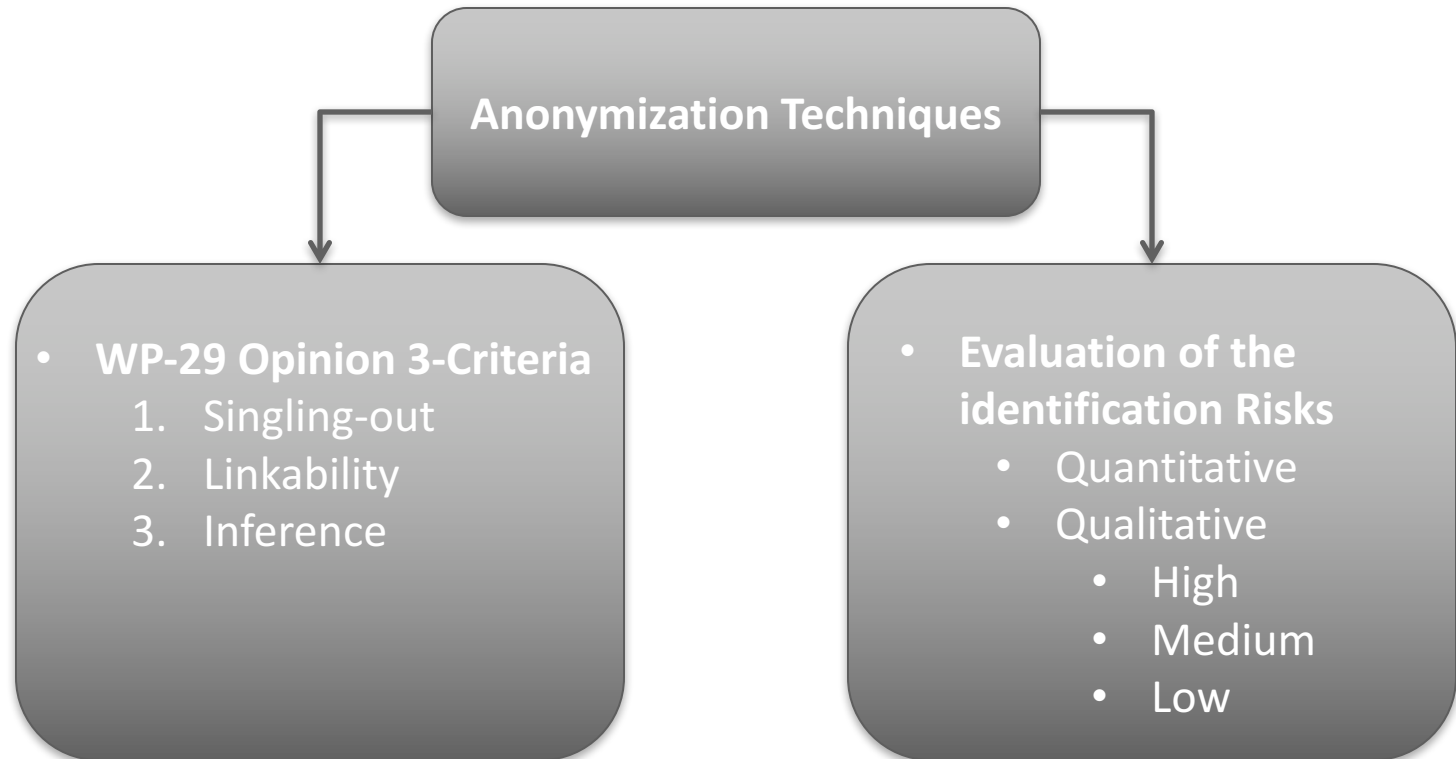 Anonymization Techniques
• WP-29 Opinion 3-Criteria
1. Singling-out
2. Linkability
3. Inference
• Evaluation of the
identification Risks
• Quantitative
• Qualitative
• High
• Medium
• Low